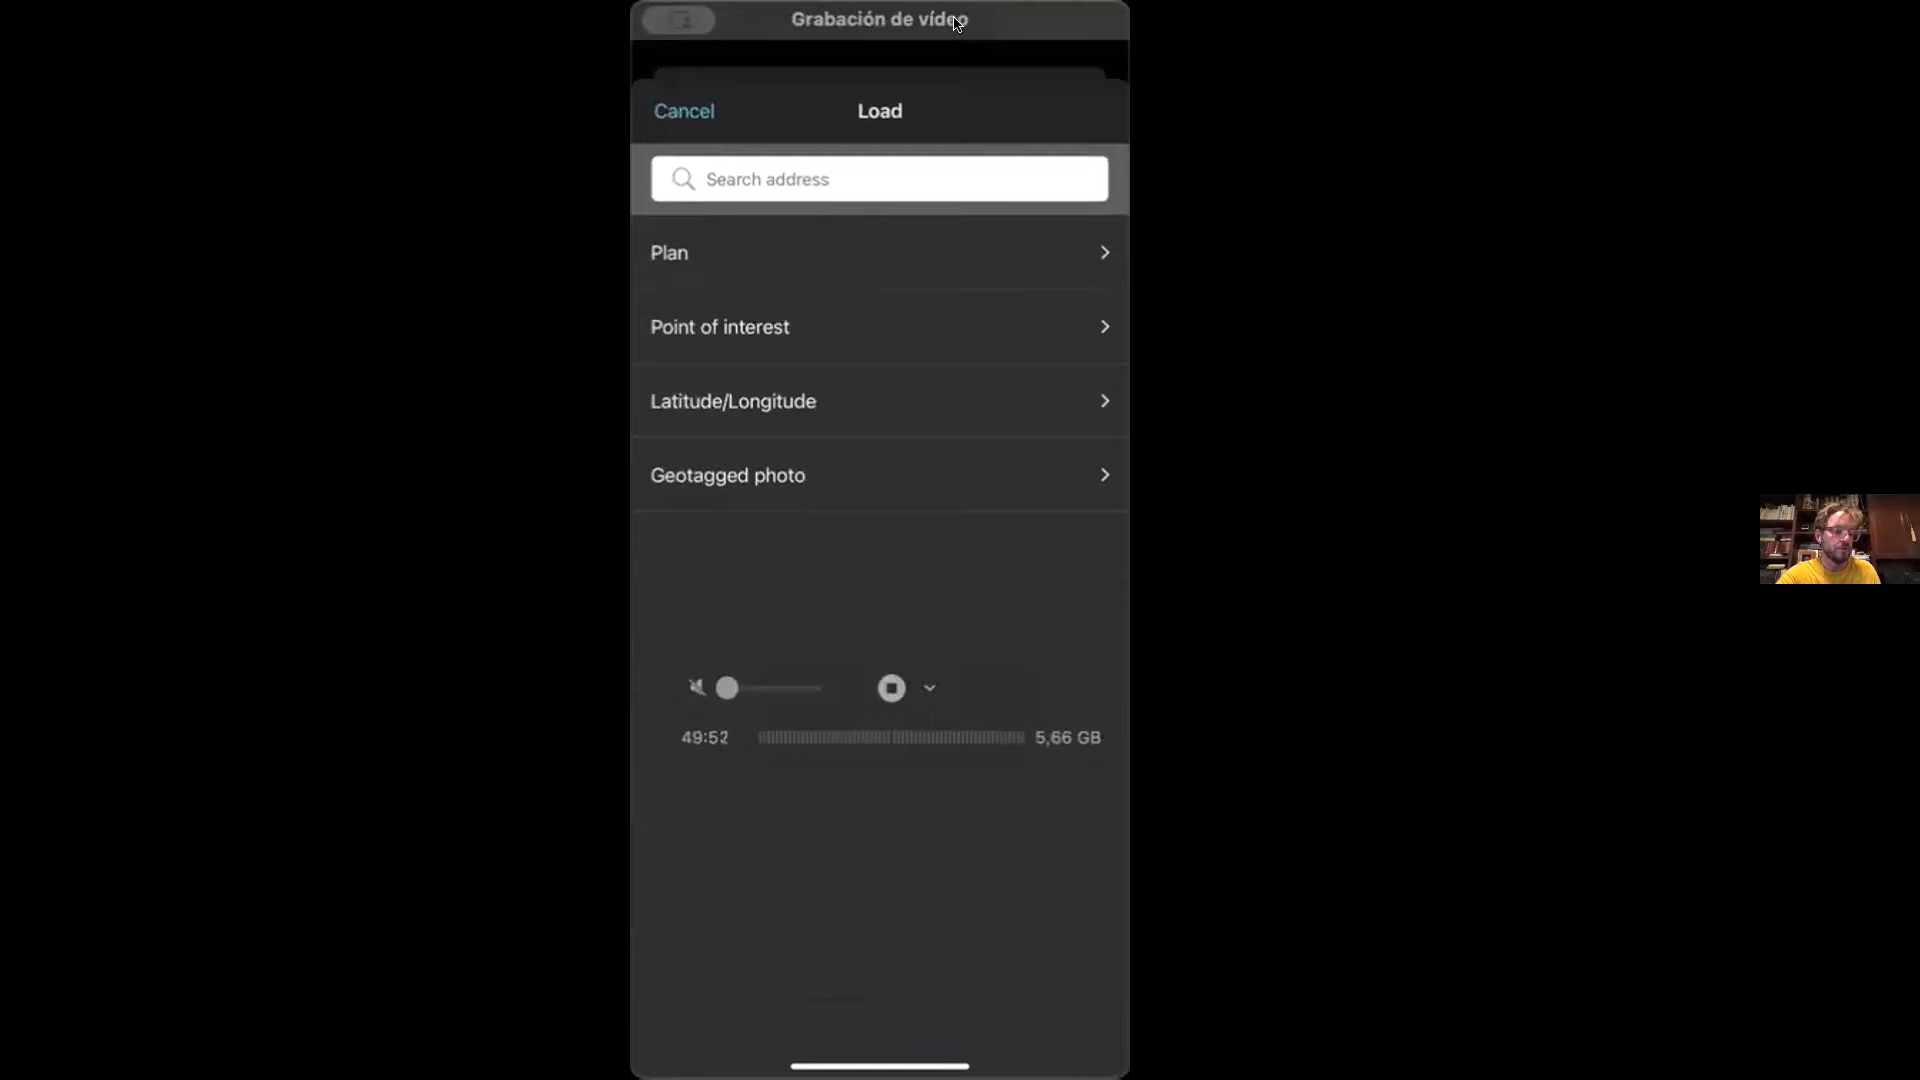 Grabación de vídeo
Cancel
Load
Search address
Plan
Point of interest
Latitude/Longitude
Geotagged photo
49:52
5,66 GB